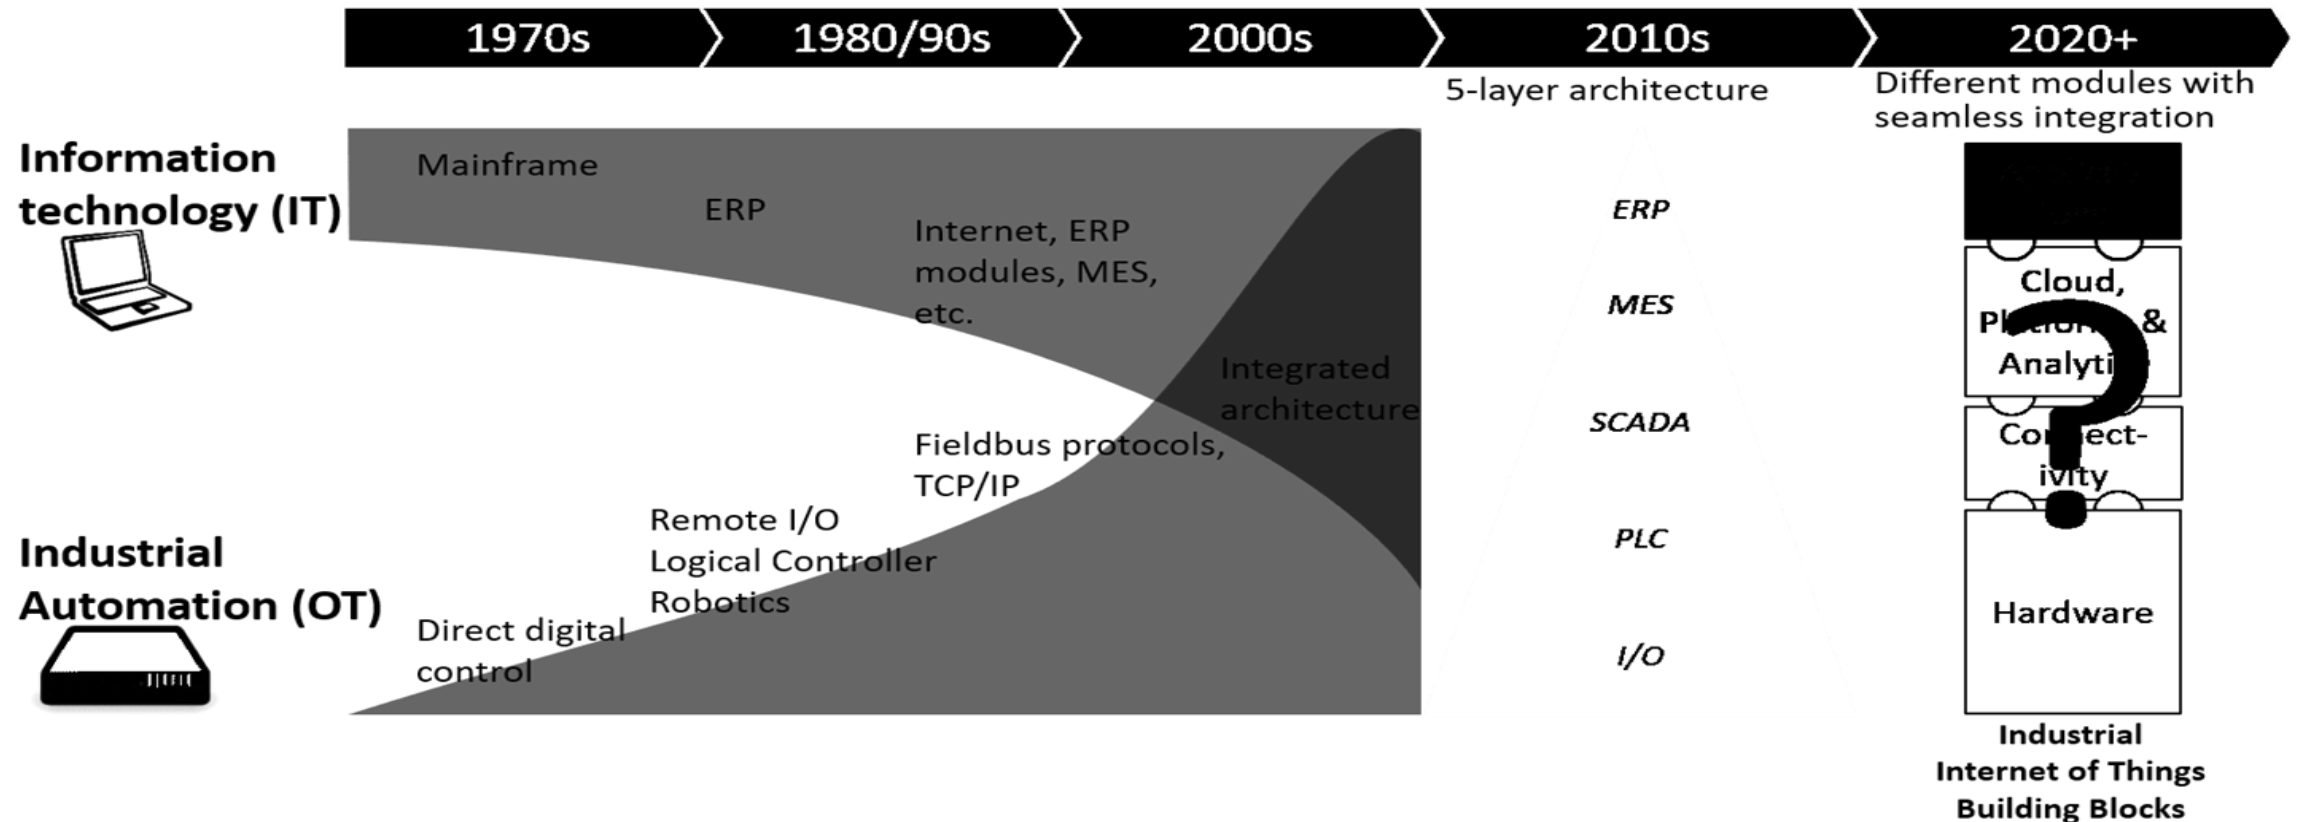 1970s
1980/90s
2000s
2010s
2020+
5-layer architecture
Different modules with
seamless integration
Information
technology (IT)
Mainframe
ERP
Internet, ERP
modules, MES,
etc.
Integrated
architecture
Fieldbus protocols,
TCP/IP
Remote I/O
Logical Controller
Robotics
Industrial
Automation (OT)
Direct digital
control
ERP
MES
SCADA
PLC
I/O
Cloud,
&
?
Hardware
Industrial
Internet of Things
Building Blocks